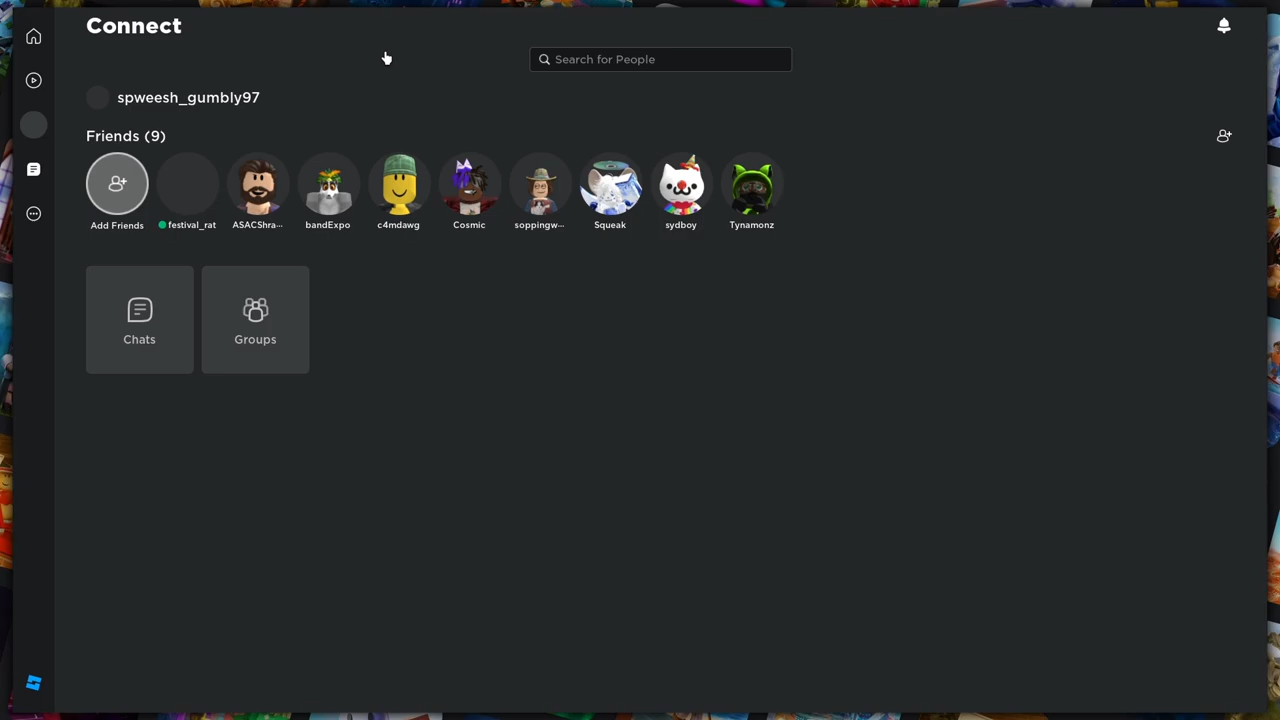 Connect
Search for People
spweesh_gumbly97
Friends (9)
Add Friends
festival_rat
ASACShra...
bandExpo
c4mdawg
Cosmic
soppingw...
Squeak
sydboy
Tynamonz
Chats
Groups